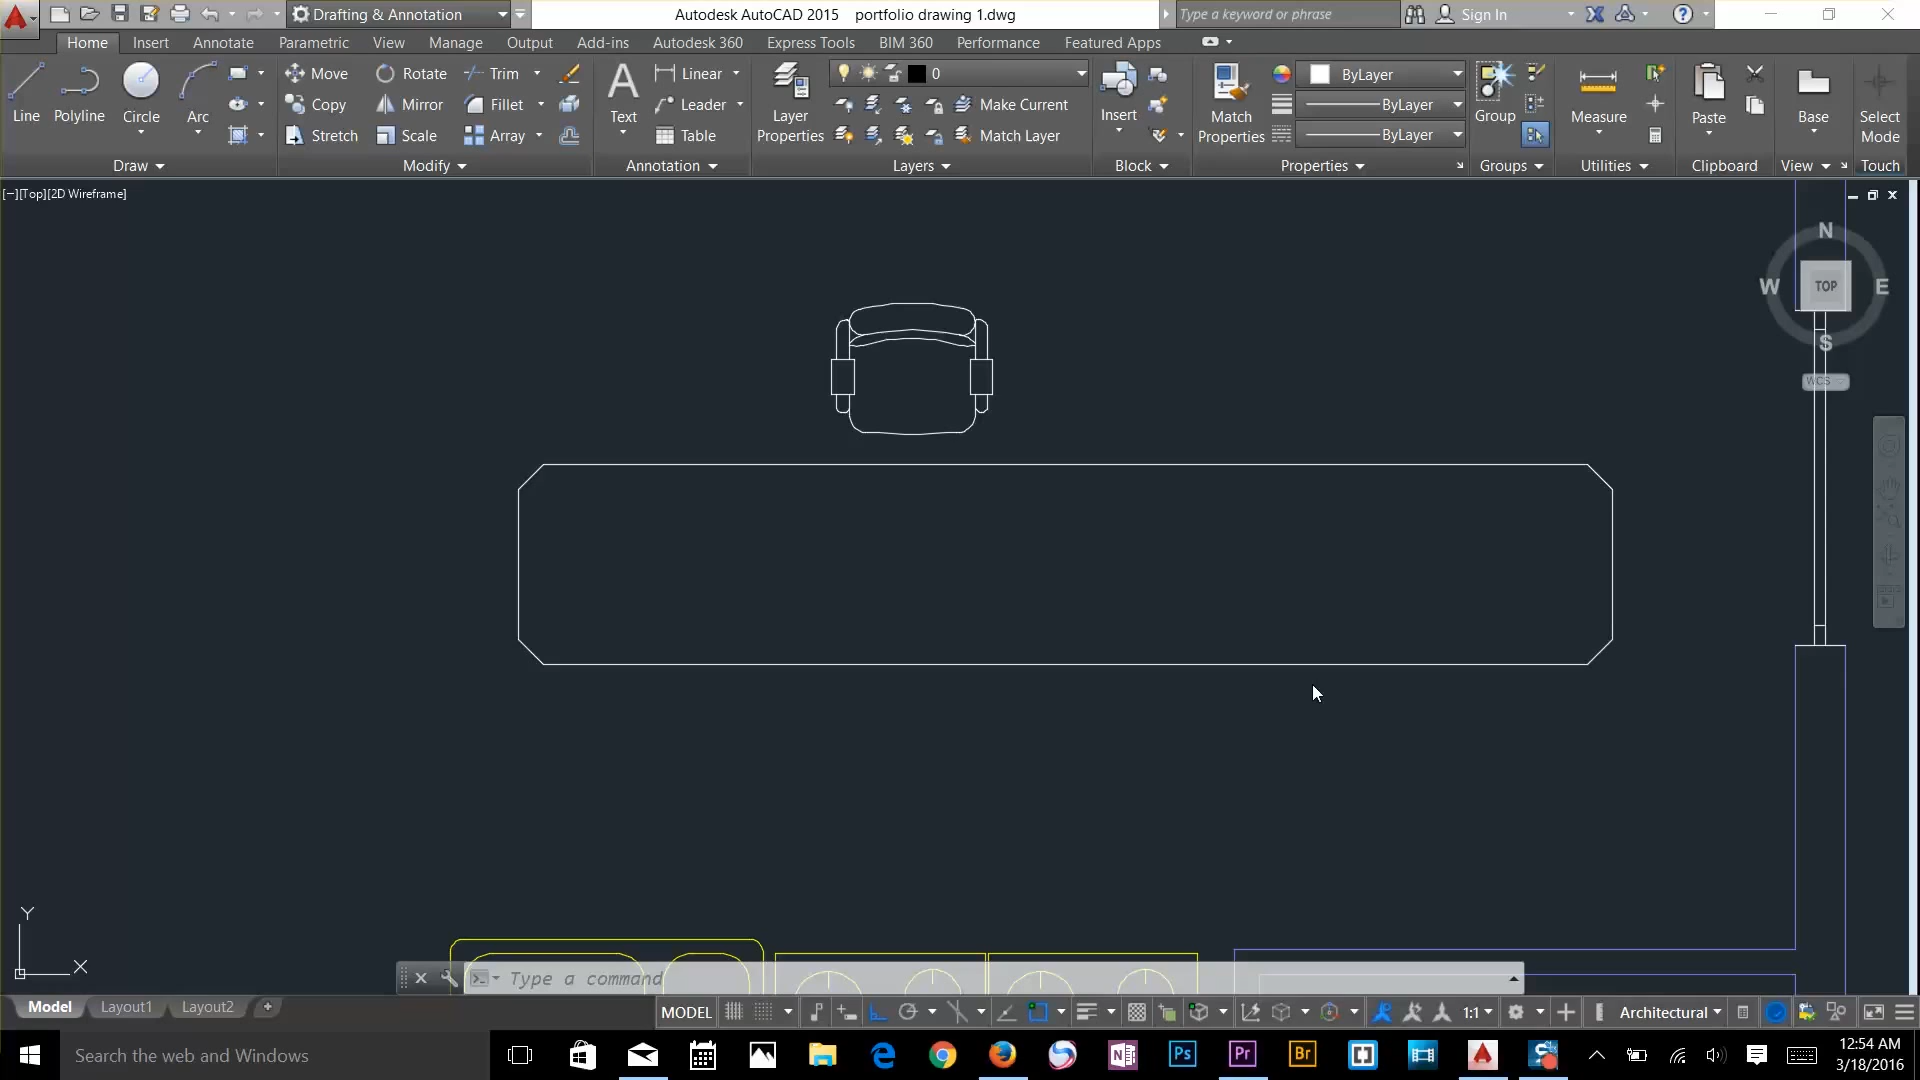 Drafting & Annotation
Autodesk AutoCAD 2015 portfolio drawing 1.dwg
Type a keyword or phrase
Sign In
Home Insert Annotate Parametric View Manage Output Add-ins Autodesk 360 Express Tools BIM 360 Performance Featured Apps
Line Polyline Circle Arc
Move Rotate Trim
Copy Mirror Fillet
Stretch Scale Array
Text
Linear
Leader
Table
Layer Properties
0
Make Current
Match Layer
Insert
Match Properties
ByLayer
ByLayer
ByLayer
Group
Measure
Paste
Base
Select Mode
Draw Modify Annotation Layers Block Properties Groups Utilities Clipboard View Touch
[−][Top][2D Wireframe]
N
W TOP E
S
WCS
Y
X
Type a command
Model Layout1 Layout2
MODEL
1:1
Architectural
Search the web and Windows
N
Ps
Pr
Br
12:54 AM
3/18/2016